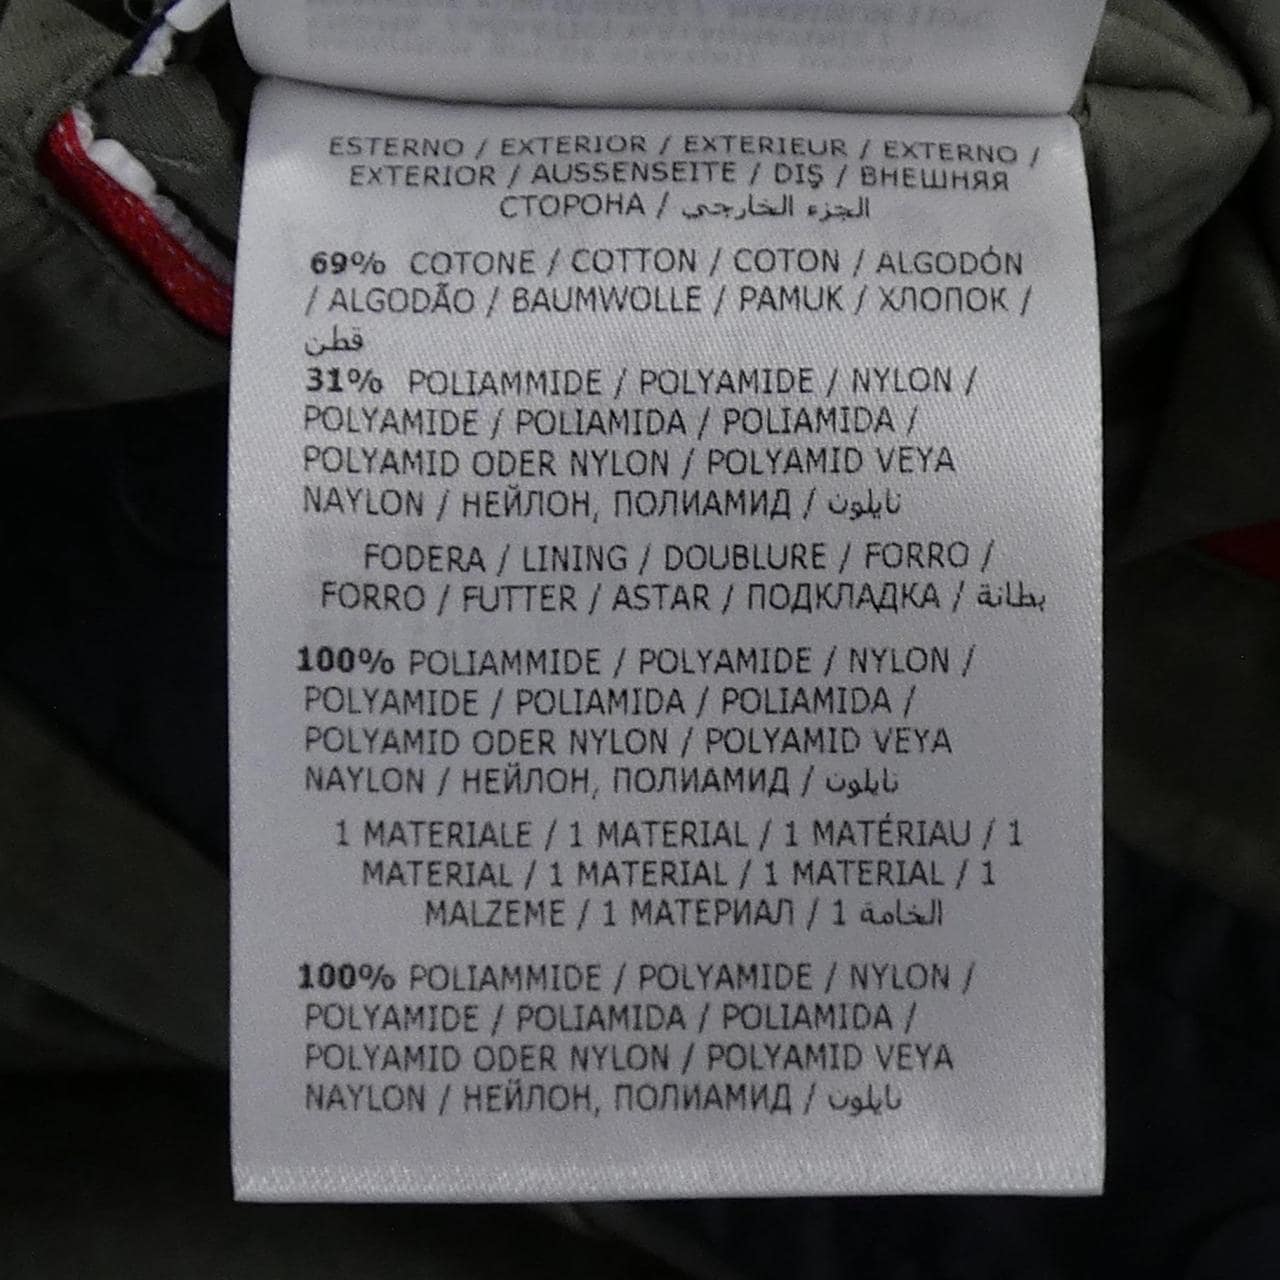 ESTERNO / EXTERIOR / EXTERIEUR / EXTERNO /
EXTERIOR / AUSSENSEITE / DIŞ / ВНЕШНЯЯ
СТОРОНА / الجزء الخارجي
69% COTONE / COTTON / COTON / ALGODÓN
/ ALGODÃO / BAUMWOLLE / PAMUK / ХЛОПОК /
قطن
31% POLIAMMIDE / POLYAMIDE / NYLON /
POLYAMIDE / POLIAMIDA / POLIAMIDA /
POLYAMID ODER NYLON / POLYAMID VEYA
NAYLON / НЕЙЛОН, ПОЛИАМИД / نايلون
FODERA / LINING / DOUBLURE / FORRO /
FORRO / FUTTER / ASTAR / ПОДКЛАДКА / بطانة
100% POLIAMMIDE / POLYAMIDE / NYLON /
POLYAMIDE / POLIAMIDA / POLIAMIDA /
POLYAMID ODER NYLON / POLYAMID VEYA
NAYLON / НЕЙЛОН, ПОЛИАМИД / نايلون
1 MATERIALE / 1 MATERIAL / 1 MATÉRIAU / 1
MATERIAL / 1 MATERIAL / 1 MATERIAL / 1
MALZEME / 1 МАТЕРИАЛ / 1 الخامة
100% POLIAMMIDE / POLYAMIDE / NYLON /
POLYAMIDE / POLIAMIDA / POLIAMIDA /
POLYAMID ODER NYLON / POLYAMID VEYA
NAYLON / НЕЙЛОН, ПОЛИАМИД / نايلون